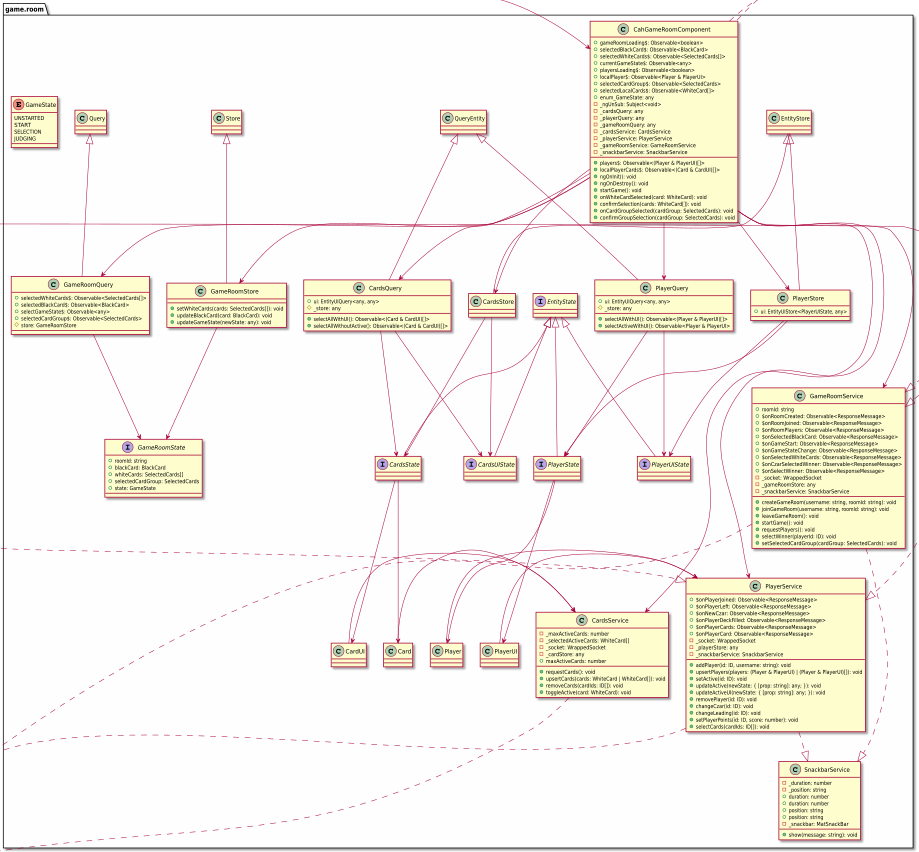 game.room
C CahGameRoomComponent
gameRoomLoading$: Observable<boolean>
selectedBlackCard$: Observable<BlackCard>
selectedWhiteCards$: Observable<SelectedCards[]>
currentGameState$: Observable<any>
playersLoading$: Observable<boolean>
localPlayer$: Observable<Player & PlayerUI>
selectedCardGroup$: Observable<SelectedCards>
selectedLocalCards$: Observable<WhiteCard[]>
enum_GameState: any
_ngUnSub: Subject<void>
_cardsQuery: any
_playerQuery: any
_gameRoomQuery: any
_cardsService: CardsService
_playerService: PlayerService
_gameRoomService: GameRoomService
_snackbarService: SnackbarService
players$: Observable<(Player & PlayerUI)[]>
localPlayerCards$: Observable<(Card & CardUI)[]>
ngOnInit(): void
ngOnDestroy(): void
startGame(): void
onWhiteCardSelected(card: WhiteCard): void
confirmSelection(cards: WhiteCard[]): void
onCardGroupSelected(cardGroup: SelectedCards): void
confirmGroupSelection(cardGroup: SelectedCards): void
E GameState
UNSTARTED
START
SELECTION
JUDGING
C Query
C Store
C QueryEntity
C EntityStore
C GameRoomQuery
selectedWhiteCards$: Observable<SelectedCards[]>
selectedBlackCard$: Observable<BlackCard>
selectGameState$: Observable<any>
selectedCardGroup$: Observable<SelectedCards>
store: GameRoomStore
C GameRoomStore
setWhiteCards(cards: SelectedCards[]): void
updateBlackCard(card: BlackCard): void
updateGameState(newState: any): void
C CardsQuery
ui: EntityUIQuery<any, any>
_store: any
selectAllWithUI(): Observable<(Card & CardUI)[]>
selectAllWithoutActive(): Observable<(Card & CardUI)[]>
C CardsStore
I EntityState
C PlayerQuery
ui: EntityUIQuery<any, any>
_store: any
selectAllWithUI(): Observable<(Player & PlayerUI)[]>
selectActiveWithUI(): Observable<Player & PlayerUI>
C PlayerStore
ui: EntityUIStore<PlayerUIState, any>
C GameRoomService
roomId: string
$onRoomCreated: Observable<ResponseMessage>
$onRoomJoined: Observable<ResponseMessage>
$onRoomPlayers: Observable<ResponseMessage>
$onSelectedBlackCard: Observable<ResponseMessage>
$onGameStart: Observable<ResponseMessage>
$onGameStateChange: Observable<ResponseMessage>
$onSelectedWhiteCards: Observable<ResponseMessage>
$onCzarSelectedWinner: Observable<ResponseMessage>
$onSelectWinner: Observable<ResponseMessage>
_socket: WrappedSocket
_gameRoomStore: any
_snackbarService: SnackbarService
createGameRoom(username: string, roomId: string): void
joinGameRoom(username: string, roomId: string): void
leaveGameRoom(): void
startGame(): void
requestPlayers(): void
selectWinner(playerId: ID): void
setSelectedCardGroup(cardGroup: SelectedCards): void
I GameRoomState
roomId: string
blackCard: BlackCard
whiteCards: SelectedCards[]
selectedCardGroup: SelectedCards
state: GameState
I CardsState
I CardsUIState
I PlayerState
I PlayerUIState
C PlayerService
$onPlayerJoined: Observable<ResponseMessage>
$onPlayerLeft: Observable<ResponseMessage>
$onNewCzar: Observable<ResponseMessage>
$onPlayerDeckFilled: Observable<ResponseMessage>
$onPlayerCards: Observable<ResponseMessage>
$onPlayerCard: Observable<ResponseMessage>
_socket: WrappedSocket
_playerStore: any
_snackbarService: SnackbarService
addPlayer(id: ID, username: string): void
upsertPlayers(players: (Player & PlayerUI) | (Player & PlayerUI)[]): void
setActive(id: ID): void
updateActive(newState: { [prop: string]: any; }): void
updateActiveUI(newState: { [prop: string]: any; }): void
removePlayer(id: ID): void
changeCzar(id: ID): void
changeLeading(id: ID): void
setPlayerPoints(id: ID, score: number): void
selectCards(cardIds: ID[]): void
C CardsService
_maxActiveCards: number
_selectedActiveCards: WhiteCard[]
_socket: WrappedSocket
_cardStore: any
maxActiveCards: number
requestCards(): void
upsertCards(cards: WhiteCard | WhiteCard[]): void
removeCards(cardIds: ID[]): void
toggleActive(card: WhiteCard): void
C CardUI
C Card
C Player
C PlayerUI
C SnackbarService
_duration: number
_position: string
duration: number
duration: number
position: string
position: string
_snackbar: MatSnackBar
show(message: string): void